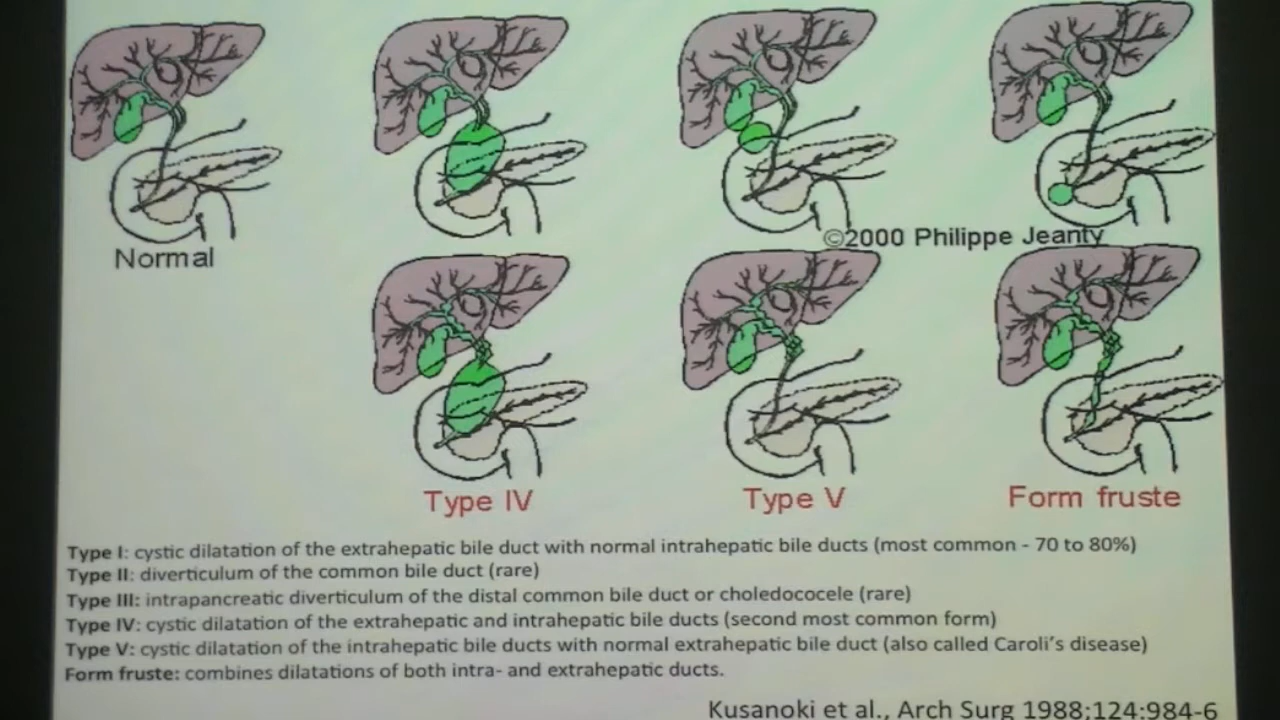 ©2000 Philippe Jeanty
Normal
Type IV
Type V
Form fruste
Type I: cystic dilatation of the extrahepatic bile duct with normal intrahepatic bile ducts (most common - 70 to 80%)
Type II: diverticulum of the common bile duct (rare)
Type III: intrapancreatic diverticulum of the distal common bile duct or choledococele (rare)
Type IV: cystic dilatation of the extrahepatic and intrahepatic bile ducts (second most common form)
Type V: cystic dilatation of the intrahepatic bile ducts with normal extrahepatic bile duct (also called Caroli's disease)
Form fruste: combines dilatations of both intra- and extrahepatic ducts.
Kusanoki et al., Arch Surg 1988;124:984-6